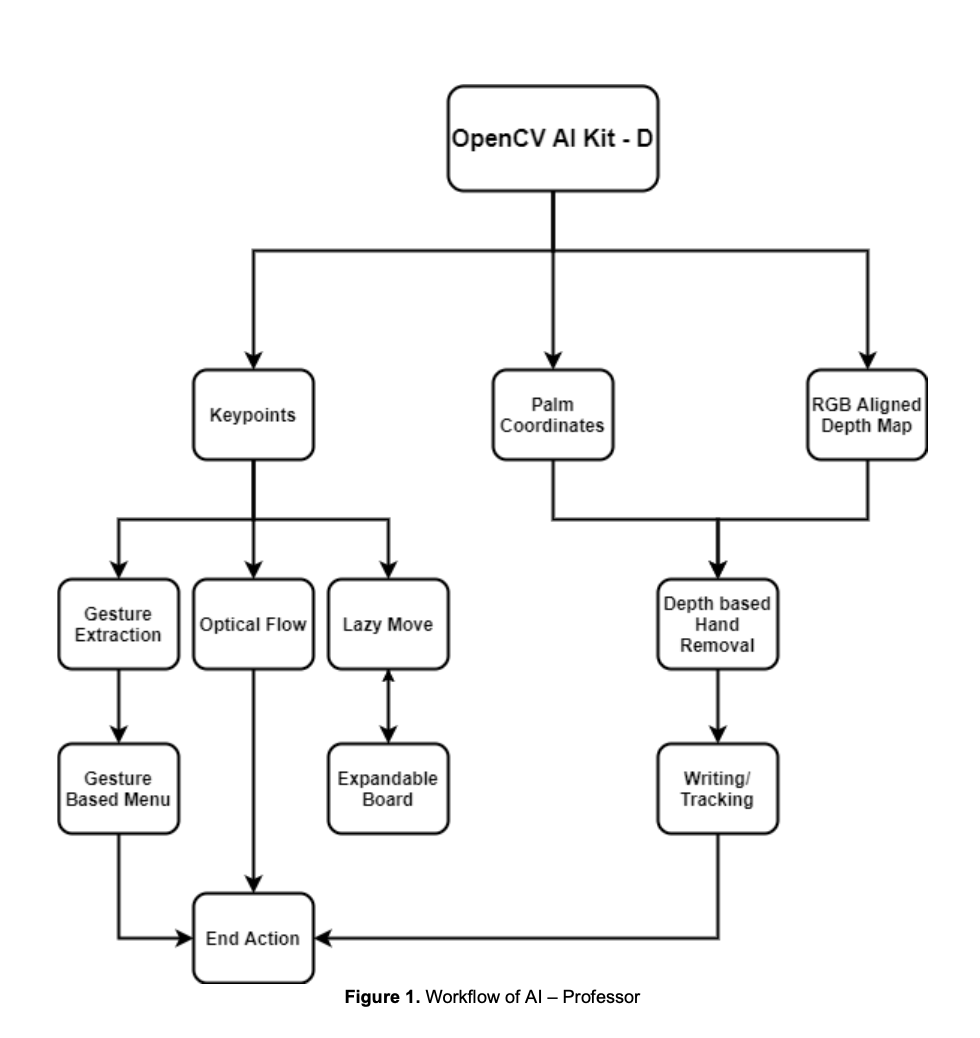 OpenCV AI Kit - D
Keypoints
Palm
Coordinates
RGB Aligned
Depth Map
Gesture
Extraction
Optical Flow
Lazy Move
Depth based
Hand
Removal
Gesture
Based Menu
Expandable
Board
Writing/
Tracking
End Action
Figure 1. Workflow of AI – Professor